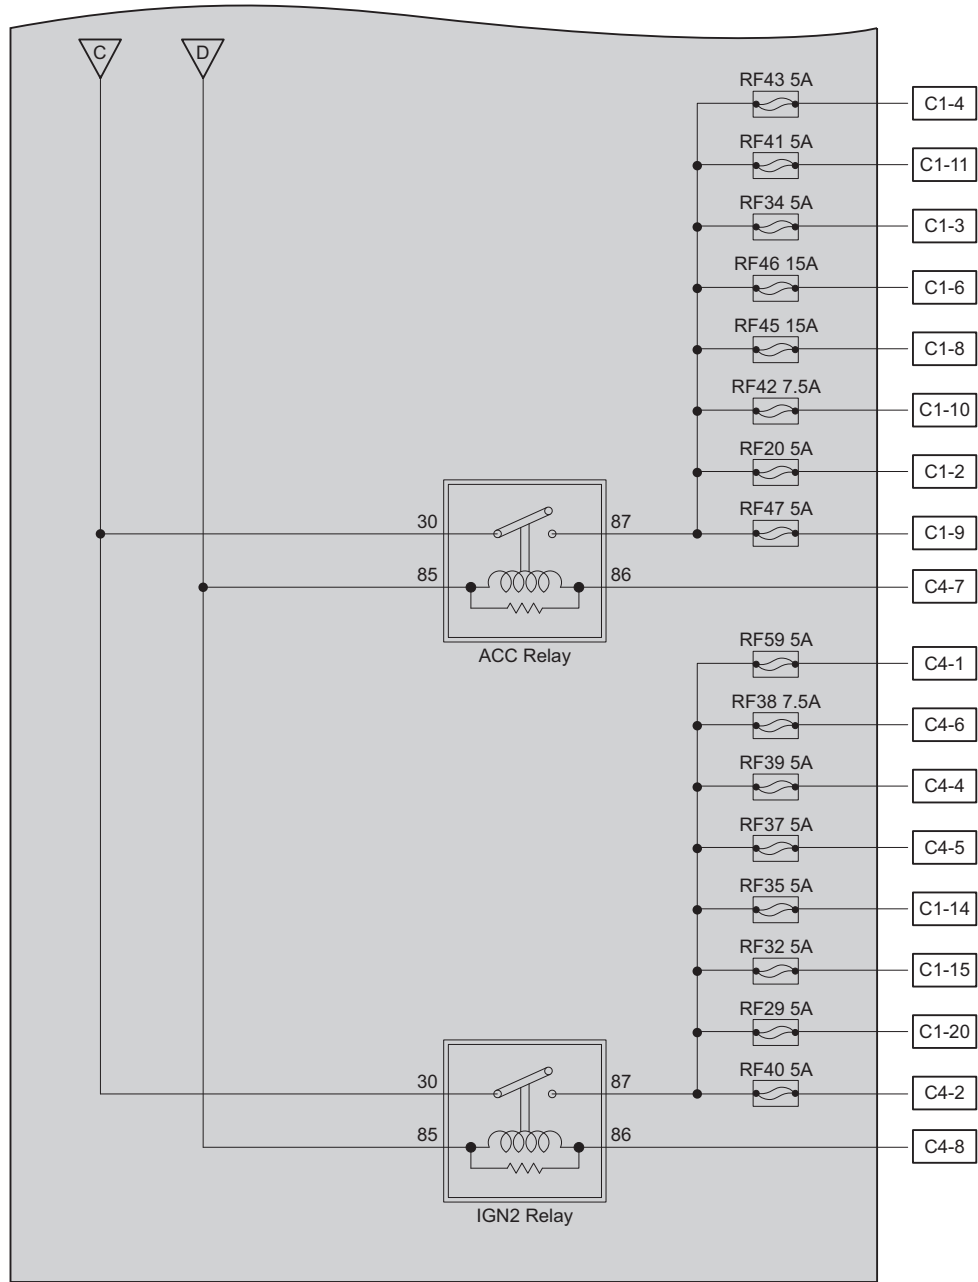 C
D
RF43 5A
C1-4
RF41 5A
C1-11
RF34 5A
C1-3
RF46 15A
C1-6
RF45 15A
C1-8
RF42 7.5A
C1-10
RF20 5A
C1-2
RF47 5A
30
87
C1-9
85
86
C4-7
ACC Relay
RF59 5A
C4-1
RF38 7.5A
C4-6
RF39 5A
C4-4
RF37 5A
C4-5
RF35 5A
C1-14
RF32 5A
C1-15
RF29 5A
C1-20
RF40 5A
30
87
C4-2
85
86
C4-8
IGN2 Relay